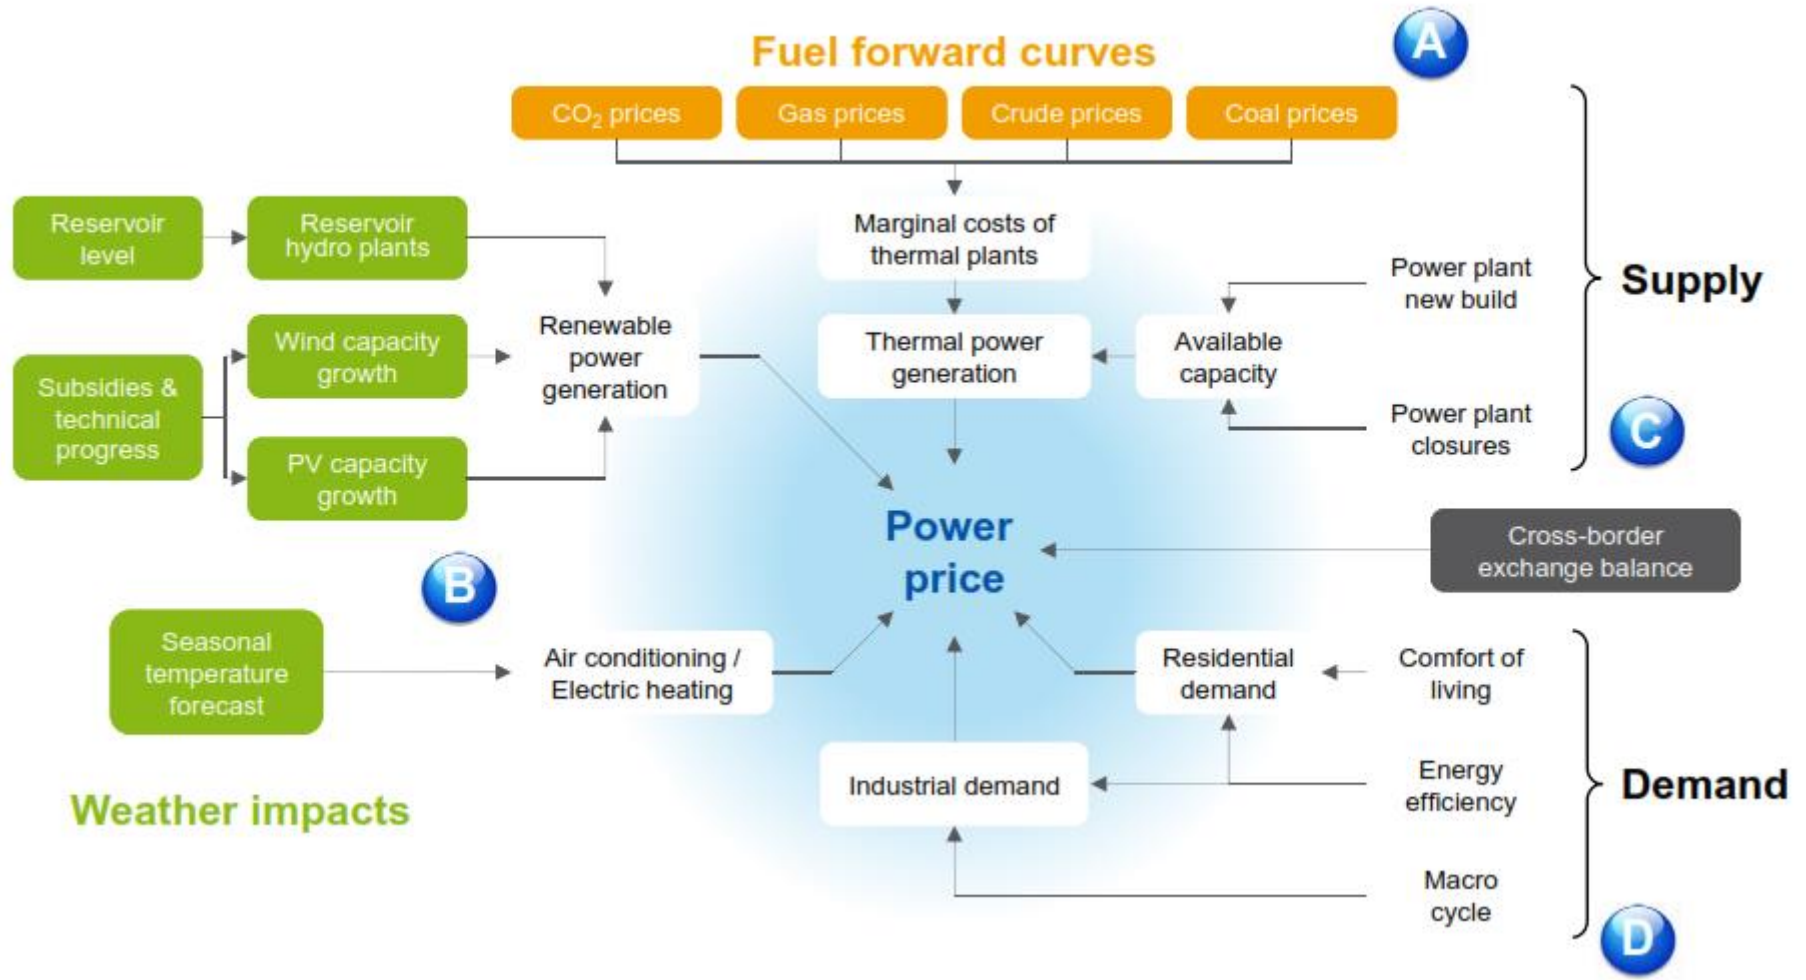 A
Fuel forward curves
CO₂ prices
Gas prices
Crude prices
Coal prices
Reservoir
level
Reservoir
hydro plants
Marginal costs of
thermal plants
Power plant
new build
Supply
Subsidies &
technical
progress
Wind capacity
growth
Renewable
power
generation
Thermal power
generation
Available
capacity
Power plant
closures
C
PV capacity
growth
Power
price
Cross-border
exchange balance
B
Seasonal
temperature
forecast
Air conditioning /
Electric heating
Residential
demand
Comfort of
living
Weather impacts
Industrial demand
Energy
efficiency
Demand
Macro
cycle
D